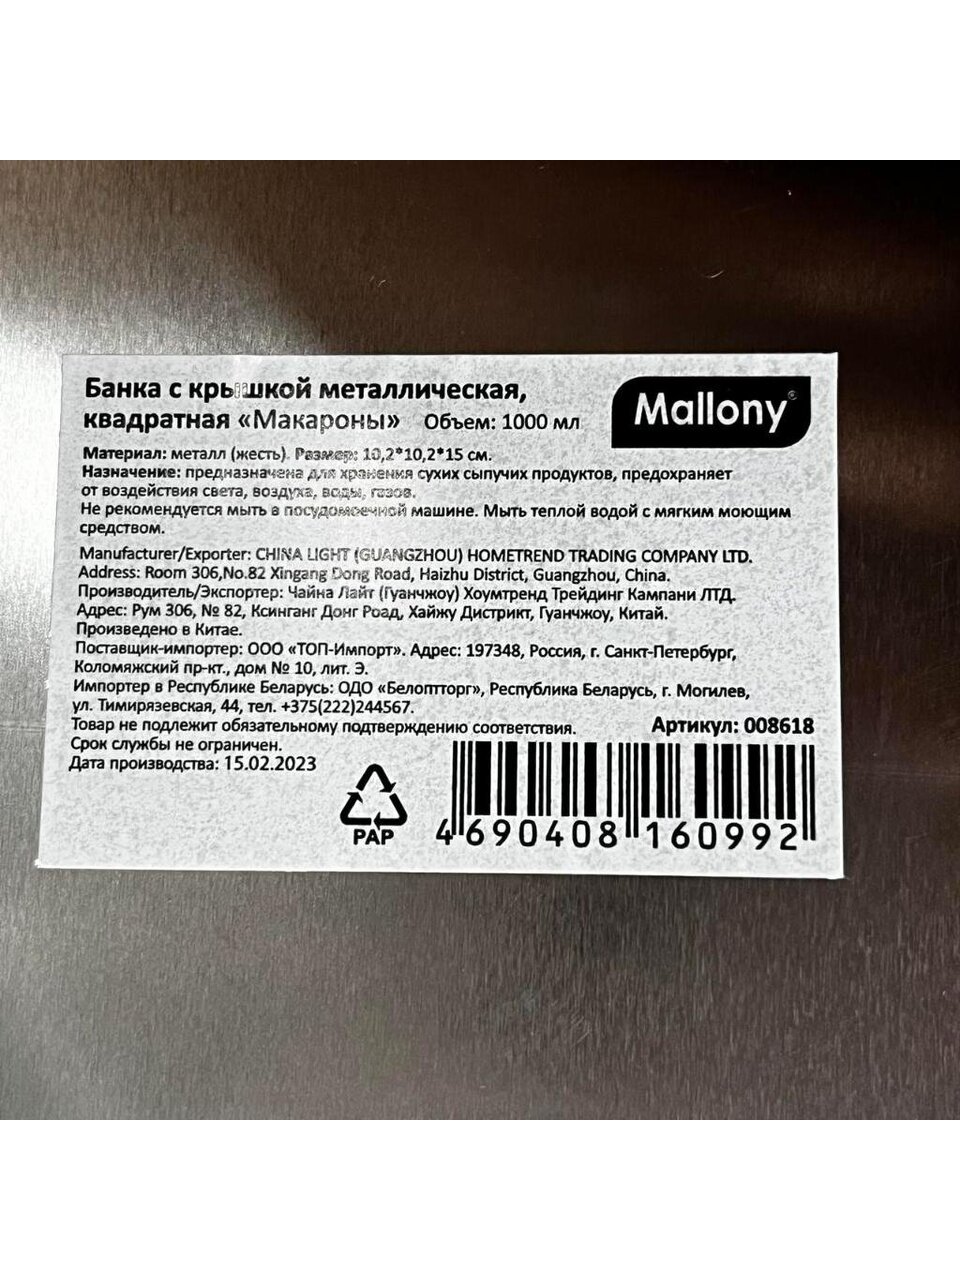 Банка с крышкой металлическая,
квадратная «Макароны» Объем: 1000 мл
Mallony®
Материал: металл (жесть). Размер: 10,2*10,2*15 см.
Назначение: предназначена для хранения сухих сыпучих продуктов, предохраняет
от воздействия света, воздуха, воды, газов.
Не рекомендуется мыть в посудомоечной машине. Мыть теплой водой с мягким моющим
средством.
Manufacturer/Exporter: CHINA LIGHT (GUANGZHOU) HOMETREND TRADING COMPANY LTD.
Address: Room 306,No.82 Xingang Dong Road, Haizhu District, Guangzhou, China.
Производитель/Экспортер: Чайна Лайт (Гуанчжоу) Хоумтренд Трейдинг Кампани ЛТД.
Адрес: Рум 306, № 82, Ксинганг Донг Роад, Хайжу Дистрикт, Гуанчжоу, Китай.
Произведено в Китае.
Поставщик-импортер: ООО «ТОП-Импорт». Адрес: 197348, Россия, г. Санкт-Петербург,
Коломяжский пр-кт., дом № 10, лит. Э.
Импортер в Республике Беларусь: ОДО «Белоптторг», Республика Беларусь, г. Могилев,
ул. Тимирязевская, 44, тел. +375(222)244567.
Товар не подлежит обязательному подтверждению соответствия.
Артикул: 008618
Срок службы не ограничен.
Дата производства: 15.02.2023
PAP
4 690408 160992